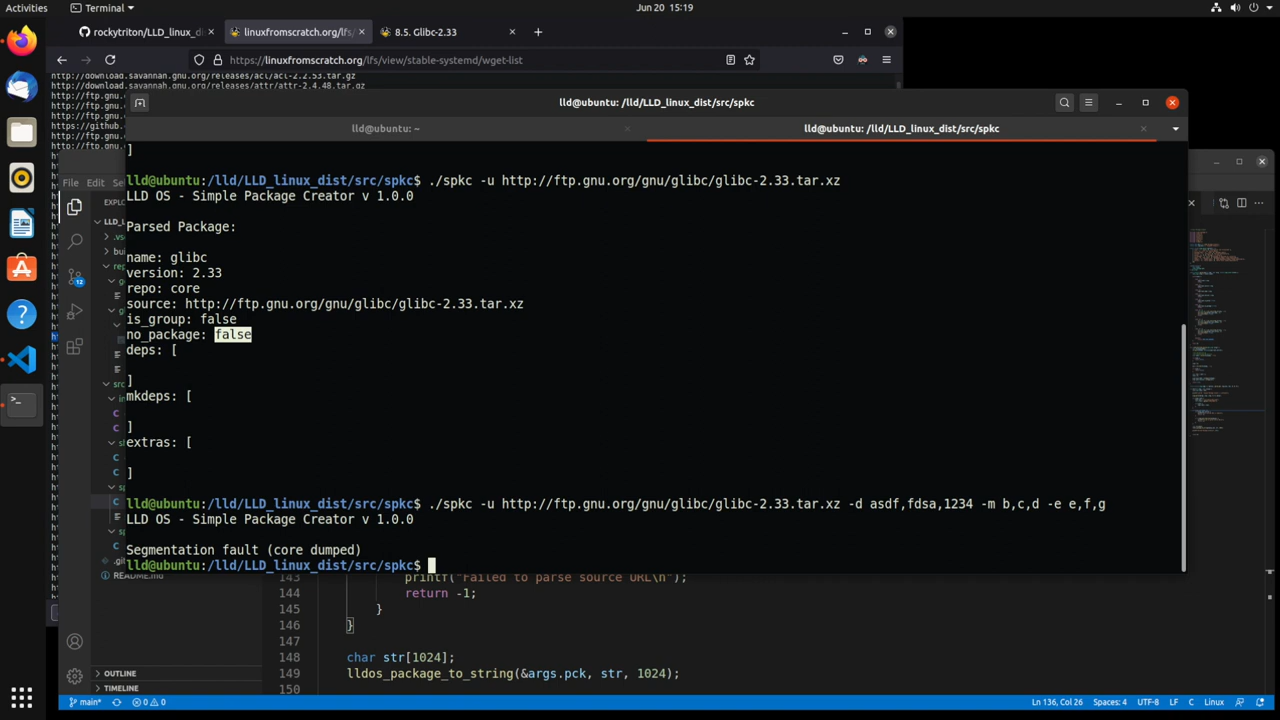 Activities
Terminal
Jun 20 15:19
rockytriton/LLD_linux_di
linuxfromscratch.org/lfs
8.5. Glibc-2.33
https://linuxfromscratch.org/lfs/view/stable-systemd/wget-list
http://download.savannah.gnu.org/releases/acl/acl-2.2.53.tar.gz
http://download.savannah.gnu.org/releases/attr/attr-2.4.48.tar.gz
lld@ubuntu: /lld/LLD_linux_dist/src/spkc
lld@ubuntu: ~
lld@ubuntu: /lld/LLD_linux_dist/src/spkc
File Edit
]
lld@ubuntu:/lld/LLD_linux_dist/src/spkc$ ./spkc -u http://ftp.gnu.org/gnu/glibc/glibc-2.33.tar.xz
LLD OS - Simple Package Creator v 1.0.0
Parsed Package:
name: glibc
version: 2.33
repo: core
source: http://ftp.gnu.org/gnu/glibc/glibc-2.33.tar.xz
is_group: false
no_package: false
deps: [
]
mkdeps: [
]
extras: [
]
lld@ubuntu:/lld/LLD_linux_dist/src/spkc$ ./spkc -u http://ftp.gnu.org/gnu/glibc/glibc-2.33.tar.xz -d asdf,fdsa,1234 -m b,c,d -e e,f,g
LLD OS - Simple Package Creator v 1.0.0
Segmentation fault (core dumped)
lld@ubuntu:/lld/LLD_linux_dist/src/spkc$
README.md
143 printf("Failed to parse source URL\n");
144 return -1;
145 }
146 }
147
148 char str[1024];
149 lldos_package_to_string(&args.pck, str, 1024);
150
OUTLINE
TIMELINE
main*
0 0
Ln 136, Col 26
Spaces: 4
UTF-8
LF
C
Linux